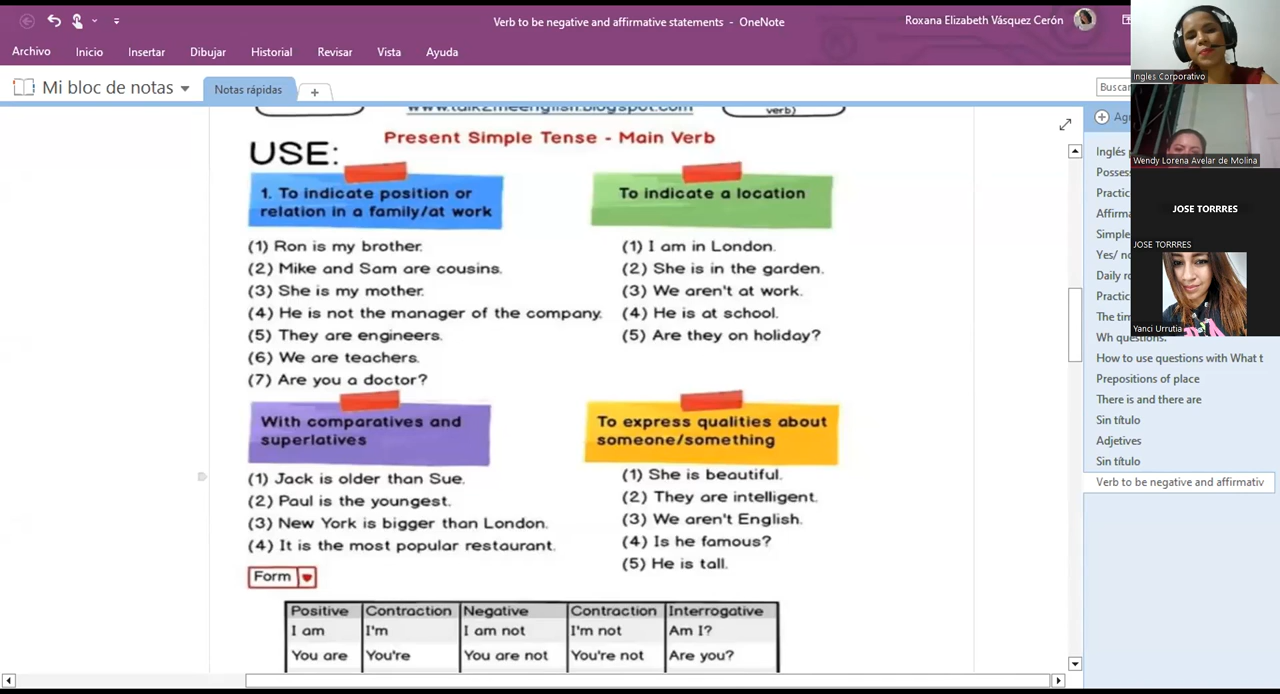 Verb to be negative and affirmative statements - OneNote
Roxana Elizabeth Vásquez Cerón
Archivo
Inicio
Insertar
Dibujar
Historial
Revisar
Vista
Ayuda
Mi bloc de notas
Notas rápidas
+
www.talk2meenglish.blogspot.com
verb)
Present Simple Tense - Main Verb
USE:
1. To indicate position or
relation in a family/at work
(1) Ron is my brother.
(2) Mike and Sam are cousins.
(3) She is my mother.
(4) He is not the manager of the company.
(5) They are engineers.
(6) We are teachers.
(7) Are you a doctor?
To indicate a location
(1) I am in London.
(2) She is in the garden.
(3) We aren't at work.
(4) He is at school.
(5) Are they on holiday?
With comparatives and
superlatives
(1) Jack is older than Sue.
(2) Paul is the youngest.
(3) New York is bigger than London.
(4) It is the most popular restaurant.
To express qualities about
someone/something
(1) She is beautiful.
(2) They are intelligent.
(3) We aren't English.
(4) Is he famous?
(5) He is tall.
Form
Positive Contraction Negative Contraction Interrogative
I am I'm I am not I'm not Am I?
You are You're You are not You're not Are you?
Buscar
Ag
Inglés
Posses
Practic
Affirma
Simple
Yes/ no
Daily ro
Practic
The tim
Wh questions.
How to use questions with What t
Prepositions of place
There is and there are
Sin título
Adjetives
Sin título
Verb to be negative and affirmativ
Ingles Corporativo
Wendy Lorena Avelar de Molina
JOSE TORRRES
JOSE TORRRES
Yanci Urrutia